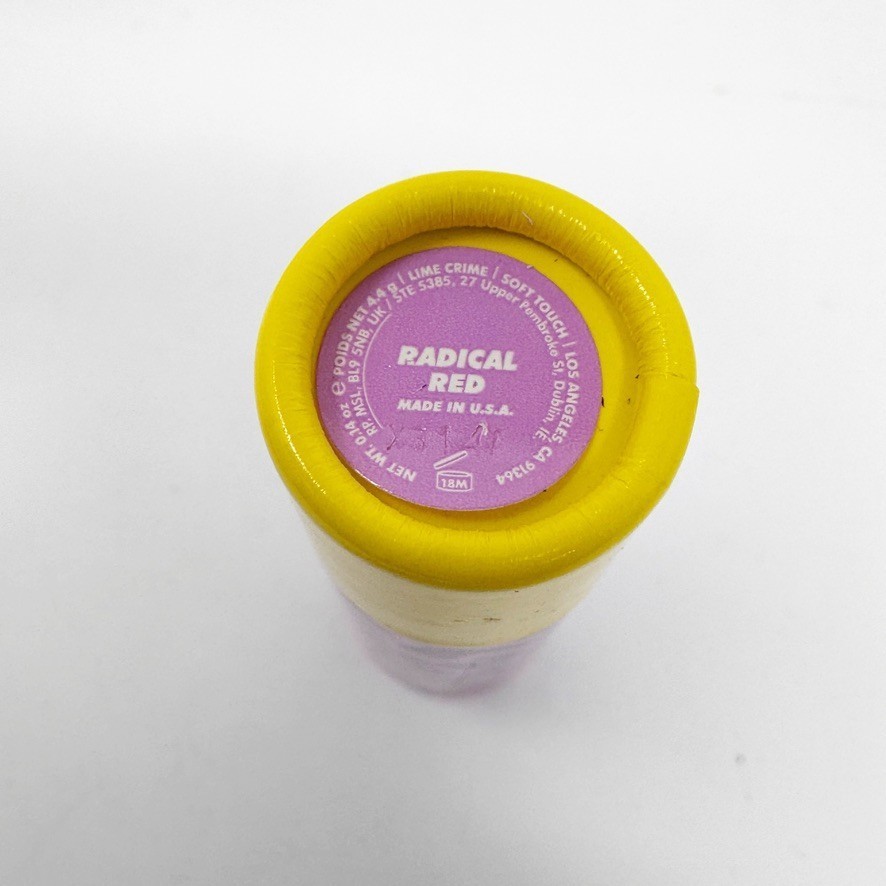 NET WT. 0.14 oz ℮ POIDS NET 4.4 g | LIME CRIME | SOFT TOUCH | LOS ANGELES, CA 91364
RP, MSL, BL9 5NB, UK / STE 5385, 27 Upper Pembroke St, Dublin, IE
RADICAL
RED
MADE IN U.S.A.
18M